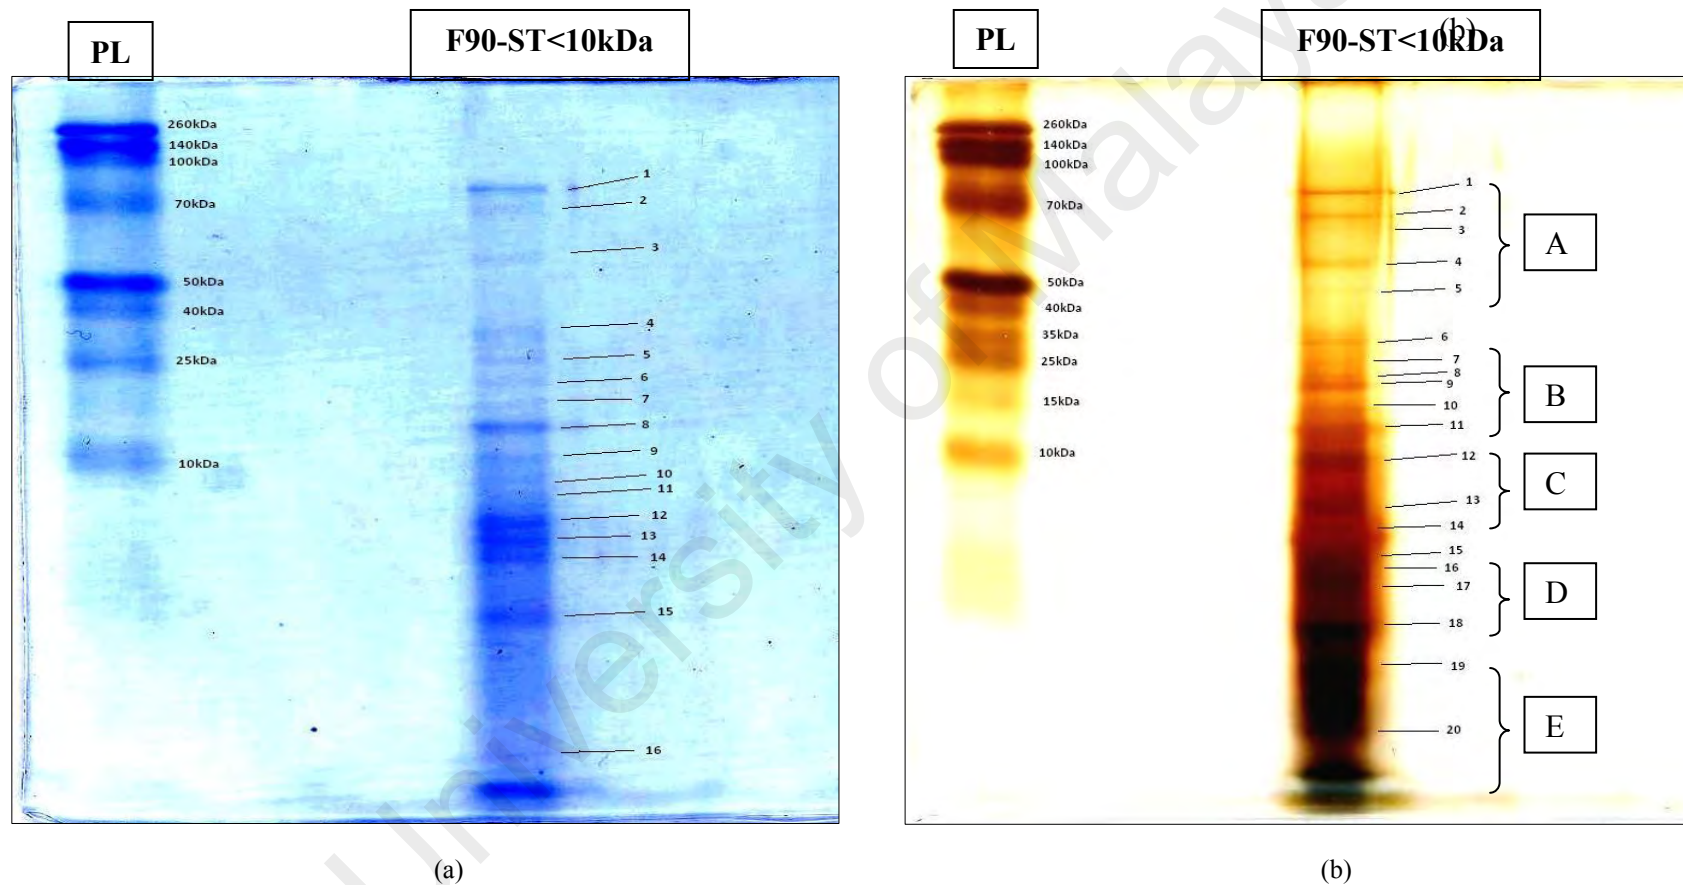 PL
F90-ST<10kDa
260kDa
140kDa
100kDa
70kDa
50kDa
40kDa
25kDa
10kDa
1
2
3
4
5
6
7
8
9
10
11
12
13
14
15
16
(a)
PL
F90-ST<10kDa
(b)
260kDa
140kDa
100kDa
70kDa
50kDa
40kDa
35kDa
25kDa
15kDa
10kDa
1
2
3
4
5
6
7
8
9
10
11
12
13
14
15
16
17
18
19
20
A
B
C
D
E
(b)
University of Malaya